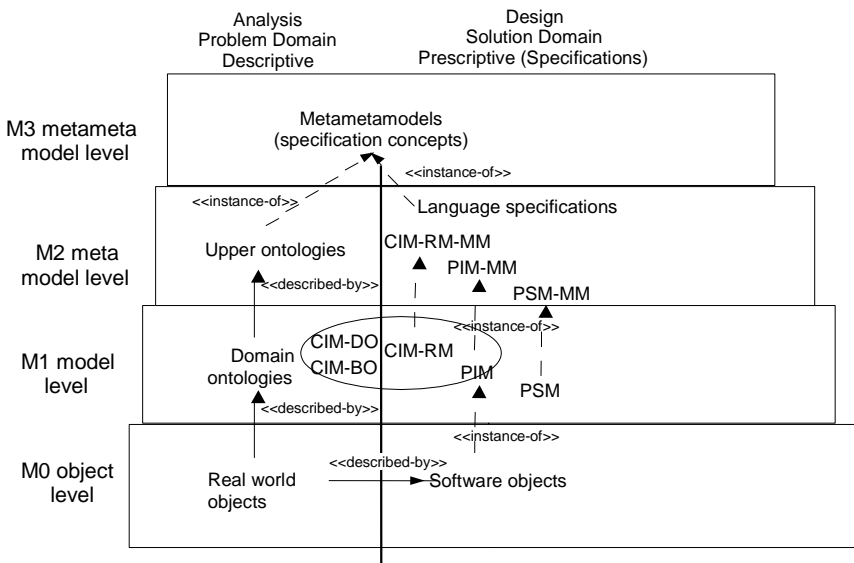 Analysis
Problem Domain
Descriptive
Design
Solution Domain
Prescriptive (Specifications)
M3 metameta
model level
Metametamodels
(specification concepts)
<<instance-of>>
<<instance-of>>
Language specifications
M2 meta
model level
Upper ontologies
CIM-RM-MM
PIM-MM
<<described-by>>
PSM-MM
M1 model
level
Domain
ontologies
CIM-DO
CIM-BO
CIM-RM
<<instance-of>>
PIM
PSM
<<described-by>>
<<instance-of>>
M0 object
level
Real world
objects
<<described-by>>
Software objects